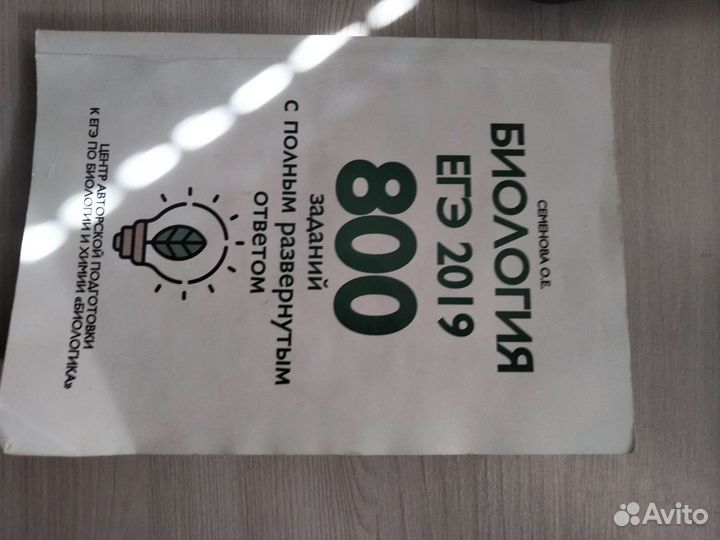 СЕМЕНОВА О.Е.
БИОЛОГИЯ
ЕГЭ 2019
800
заданий
с полным развернутым
ответом
ЦЕНТР АВТОРСКОЙ ПОДГОТОВКИ
К ЕГЭ ПО БИОЛОГИИ И ХИМИИ «БИОЛОГИКА»
Avito